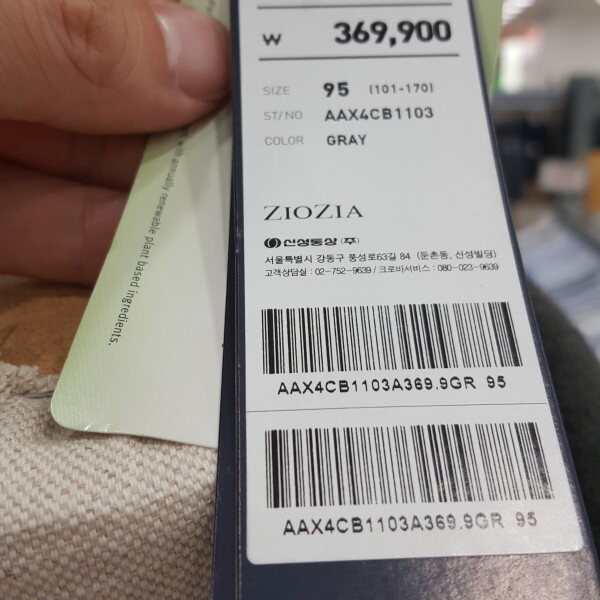 ₩ 369,900
SIZE 95 (101-170)
ST/NO AAX4CB1103
COLOR GRAY
ZIOZIA
신성통상 (주)
서울특별시 강동구 풍성로63길 84 (둔촌동, 신성빌딩)
고객상담실 : 02-752-9639 / 크로바서비스 : 080-023-9639
AAX4CB1103A369.9GR 95
AAX4CB1103A369.9GR 95
with annually renewable plant based ingredients.